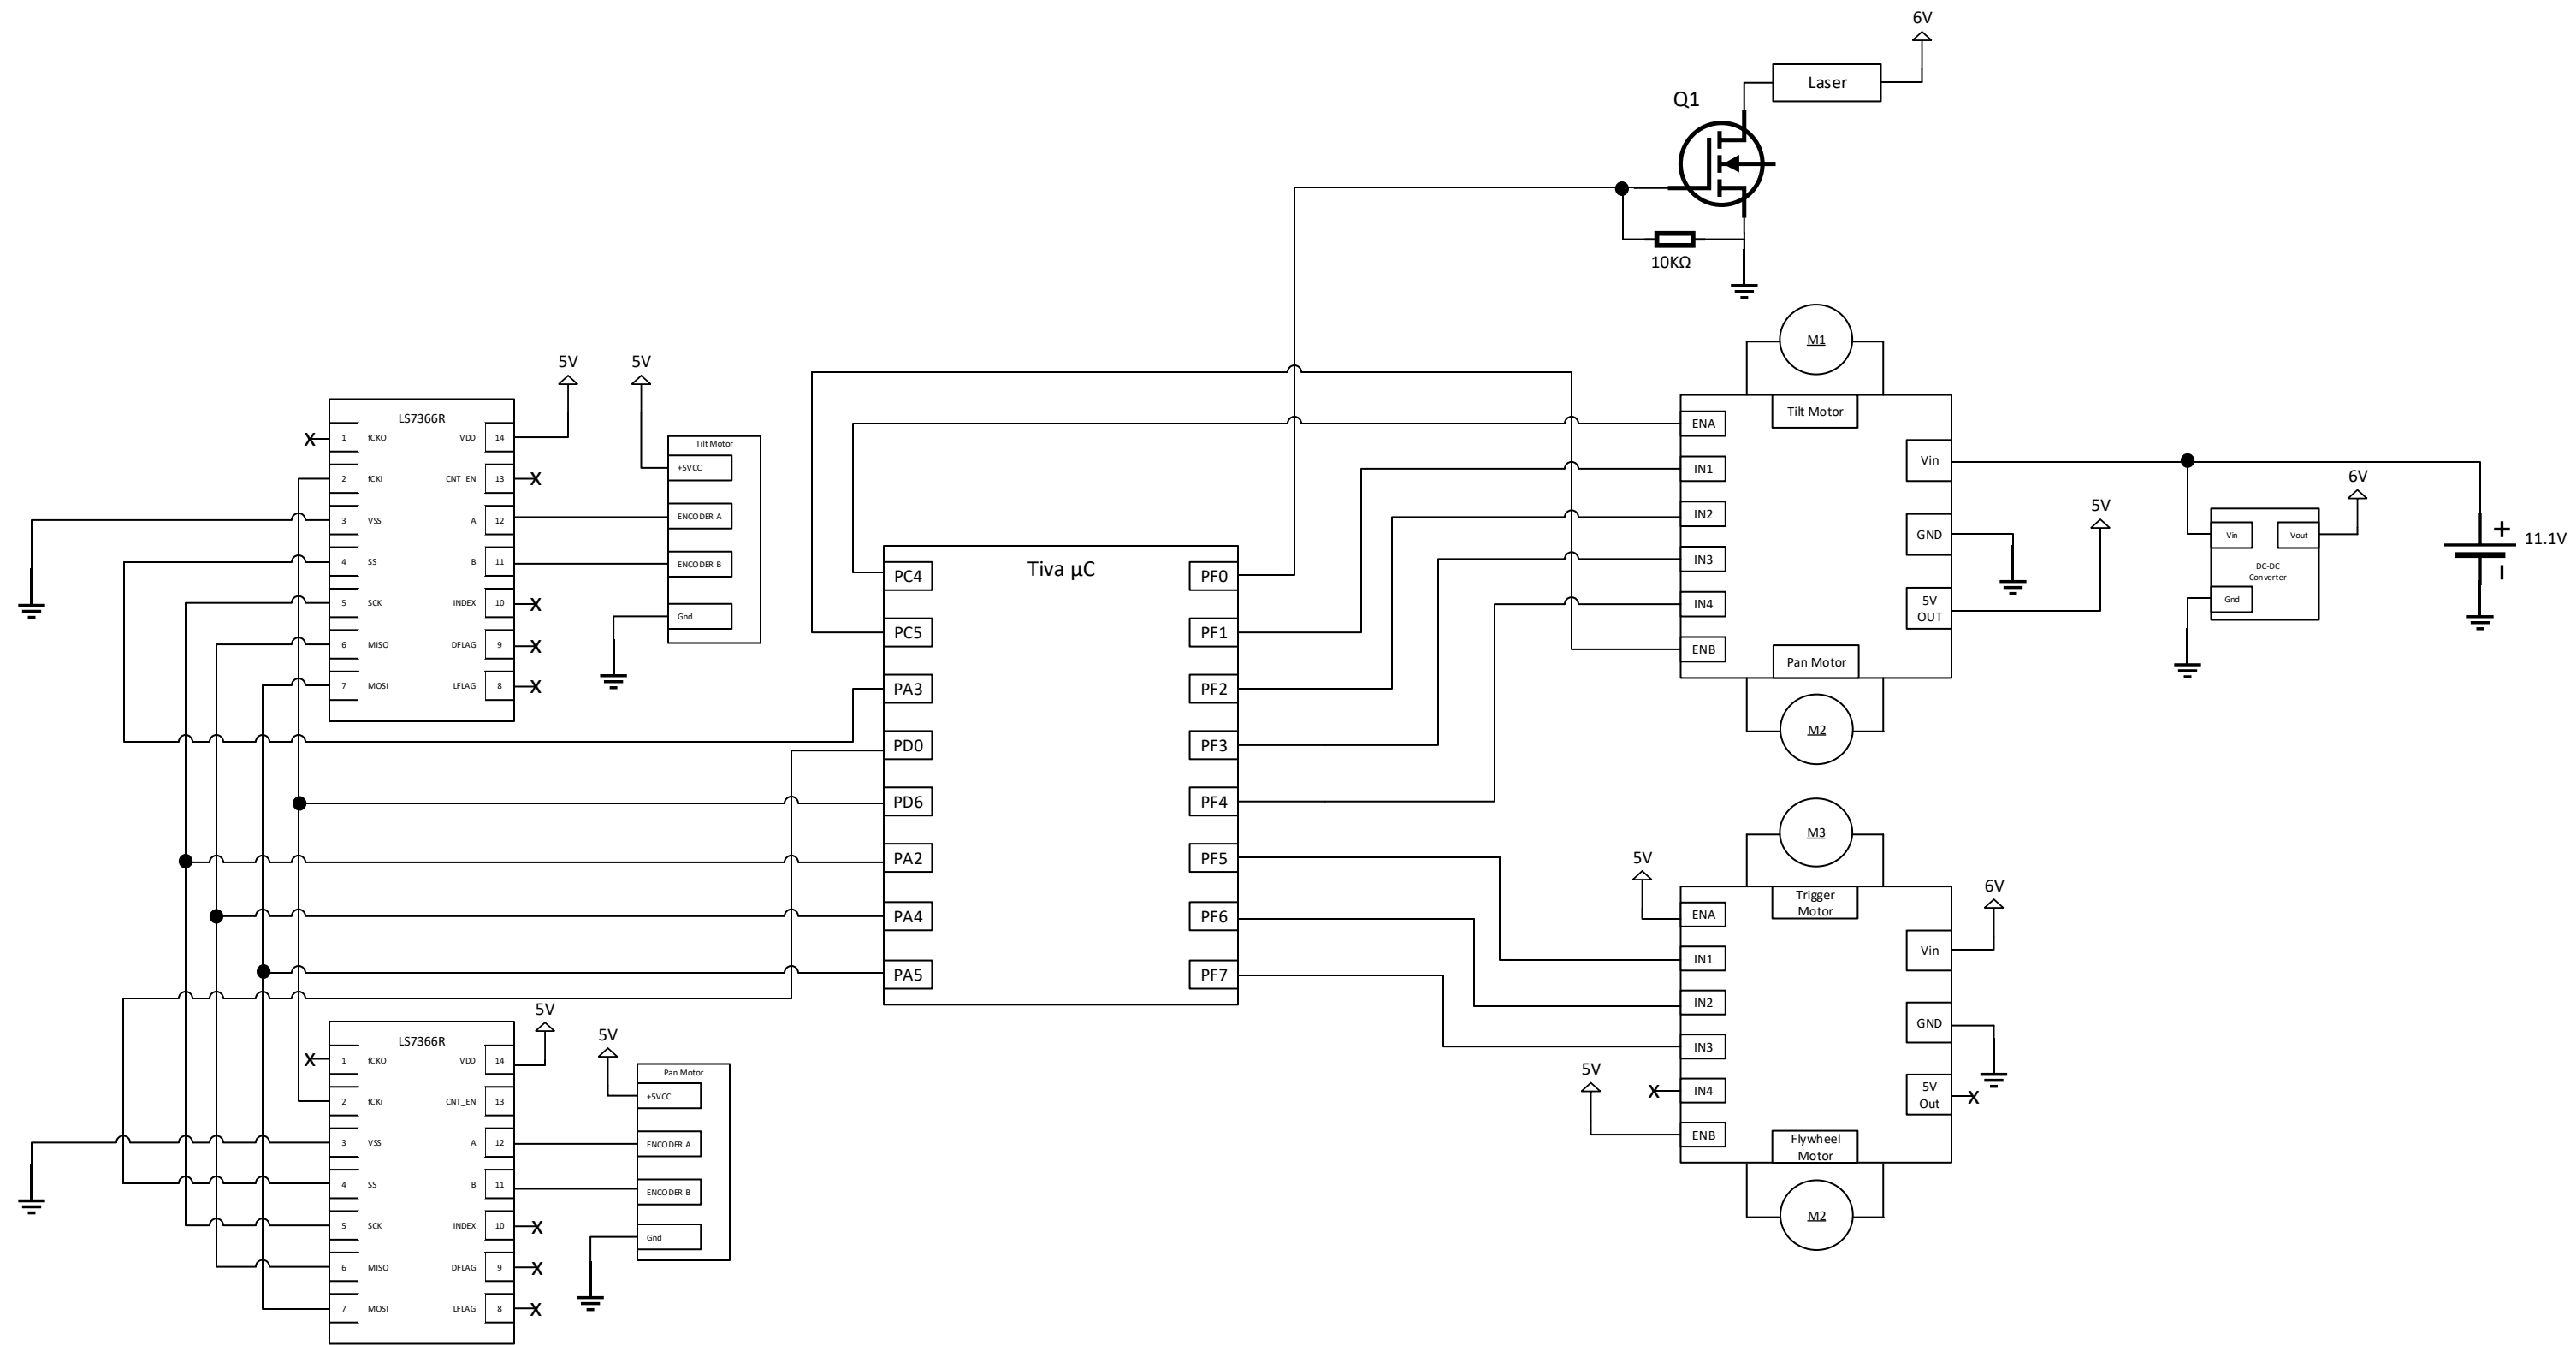 6V
Laser
Q1
10KΩ
M1
Tilt Motor
ENA
IN1
IN2
IN3
IN4
ENB
Vin
GND
5V
OUT
Pan Motor
M2
5V
6V
Vin
Vout
DC-DC
Converter
Gnd
11.1V
+
−
5V
5V
LS7366R
1 fCKO VDD 14
2 fCKi CNT_EN 13
3 VSS A 12
4 SS B 11
5 SCK INDEX 10
6 MISO DFLAG 9
7 MOSI LFLAG 8
X
X
X
X
X
Tilt Motor
+5VCC
ENCODER A
ENCODER B
Gnd
Tiva µC
PC4 PF0
PC5 PF1
PA3 PF2
PD0 PF3
PD6 PF4
PA2 PF5
PA4 PF6
PA5 PF7
M3
5V
Trigger
Motor
6V
ENA
IN1
IN2
IN3
X IN4
5V
ENB
Vin
GND
5V
Out
X
Flywheel
Motor
M2
5V
5V
LS7366R
1 fCKO VDD 14
2 fCKi CNT_EN 13
3 VSS A 12
4 SS B 11
5 SCK INDEX 10
6 MISO DFLAG 9
7 MOSI LFLAG 8
X
X
X
X
Pan Motor
+5VCC
ENCODER A
ENCODER B
Gnd